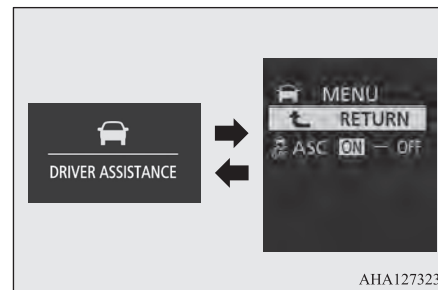 DRIVER ASSISTANCE
MENU
RETURN
ASC ON – OFF
AHA127323